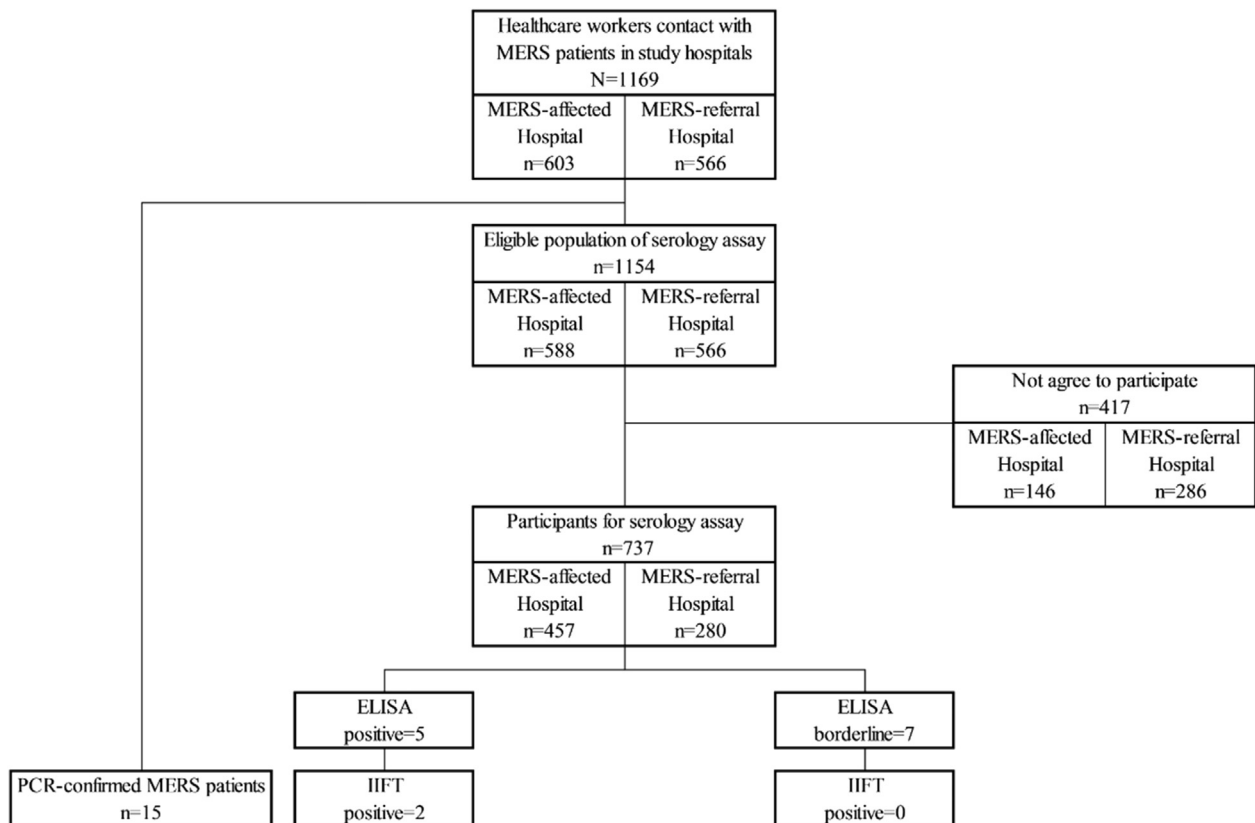 Healthcare workers contact with
MERS patients in study hospitals
N=1169
MERS-affected
Hospital
n=603
MERS-referral
Hospital
n=566
Eligible population of serology assay
n=1154
MERS-affected
Hospital
n=588
MERS-referral
Hospital
n=566
Not agree to participate
n=417
MERS-affected
Hospital
n=146
MERS-referral
Hospital
n=286
Participants for serology assay
n=737
MERS-affected
Hospital
n=457
MERS-referral
Hospital
n=280
ELISA
positive=5
ELISA
borderline=7
PCR-confirmed MERS patients
n=15
IIFT
positive=2
IIFT
positive=0